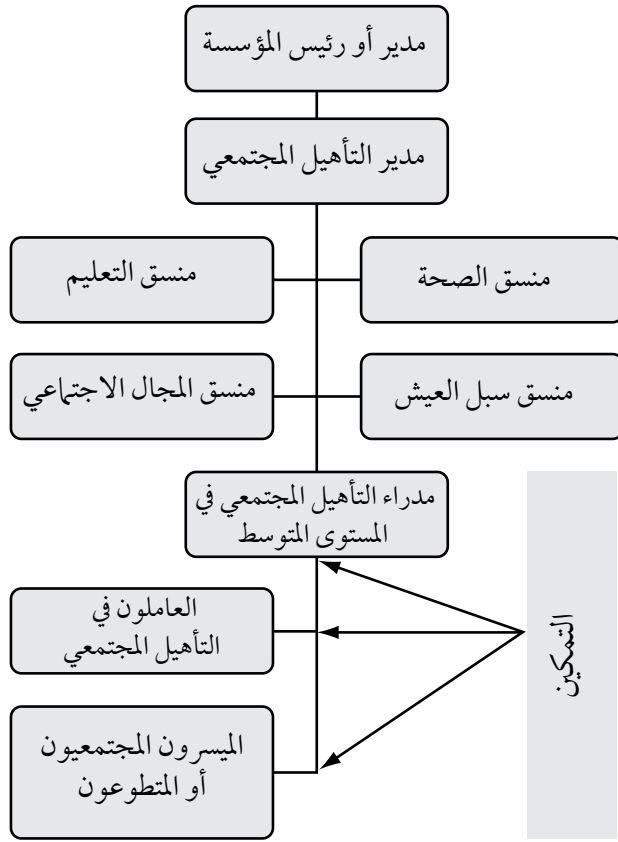 مدير أو رئيس المؤسسة
مدير التأهيل المجتمعي
منسق الصحة
منسق التعليم
منسق سبل العيش
منسق المجال الاجتماعي
مدراء التأهيل المجتمعي في
المستوى المتوسط
العاملون في
التأهيل المجتمعي
الميسرون المجتمعيون
أو المتطوعون
التمكين